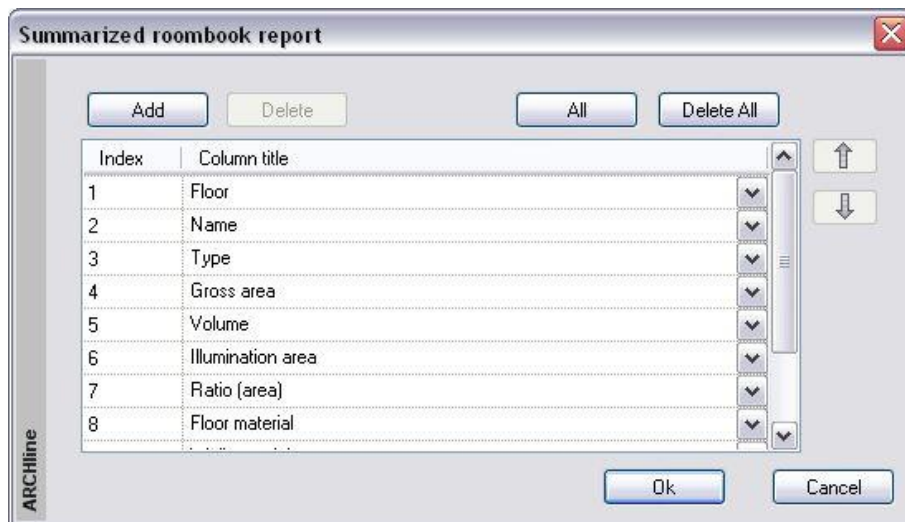 Summarized roombook report
Add Delete All Delete All
Index Column title
1 Floor
2 Name
3 Type
4 Gross area
5 Volume
6 Illumination area
7 Ratio (area)
8 Floor material
Ok Cancel
ARCHline